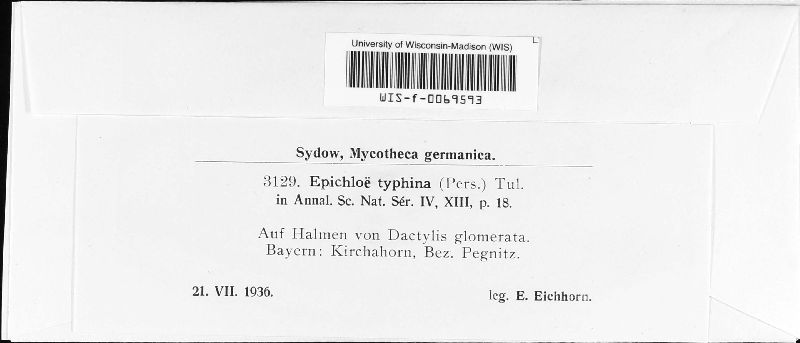 University of Wisconsin-Madison (WIS)
WIS-f-0069593
Sydow, Mycotheca germanica.
3129. Epichloë typhina (Pers.) Tul.
in Annal. Sc. Nat. Sér. IV, XIII, p. 18.
Auf Halmen von Dactylis glomerata.
Bayern: Kirchahorn, Bez. Pegnitz.
21. VII. 1936.
leg. E. Eichhorn.